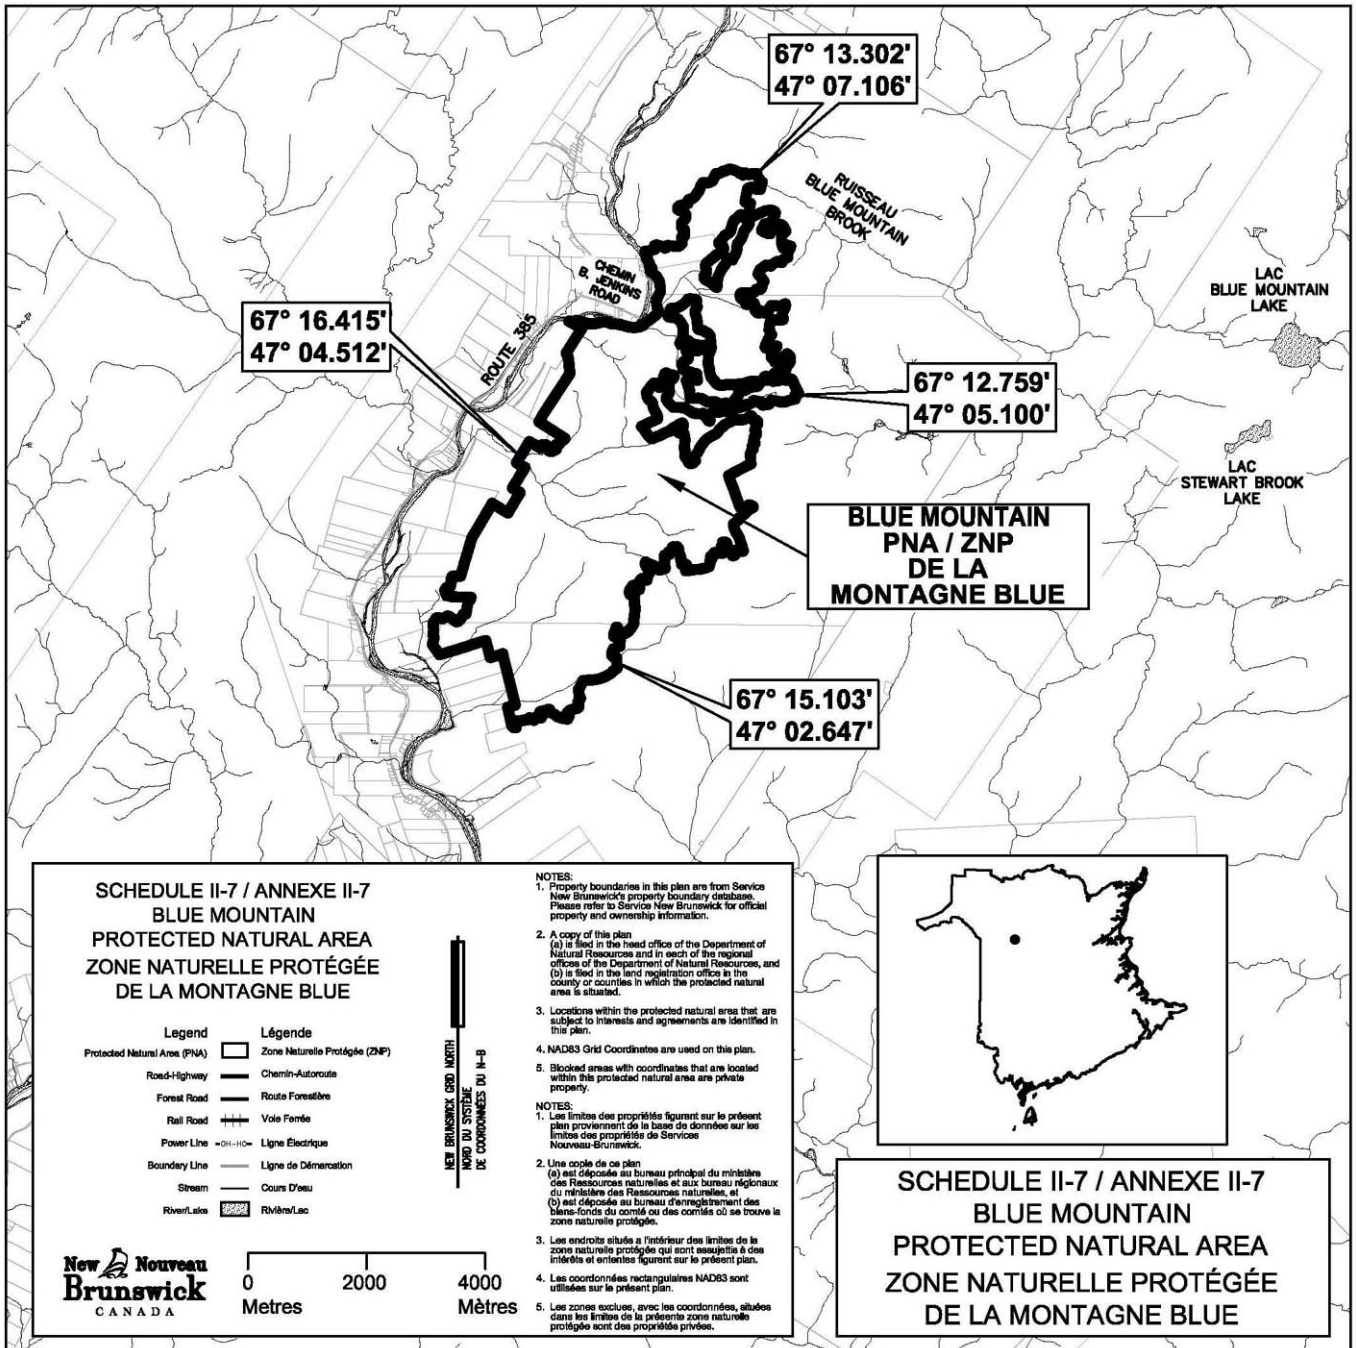 67° 13.302'
47° 07.106'
RUISSEAU
BLUE MOUNTAIN
BROOK
CHEMIN
B. JENKINS
ROAD
LAC
BLUE MOUNTAIN
LAKE
67° 16.415'
47° 04.512'
ROUTE 385
67° 12.759'
47° 05.100'
LAC
STEWART BROOK
LAKE
BLUE MOUNTAIN
PNA / ZNP
DE LA
MONTAGNE BLUE
67° 15.103'
47° 02.647'
SCHEDULE II-7 / ANNEXE II-7
BLUE MOUNTAIN
PROTECTED NATURAL AREA
ZONE NATURELLE PROTÉGÉE
DE LA MONTAGNE BLUE
Legend Légende
Protected Natural Area (PNA) Zone Naturelle Protégée (ZNP)
Road-Highway Chemin-Autoroute
Forest Road Route Forestière
Rail Road Voie Ferrée
Power Line -OH-HO- Ligne Électrique
Boundary Line Ligne de Démarcation
Stream Cours D'eau
River/Lake Rivière/Lac
NEW BRUNSWICK GRID NORTH
NORD DU SYSTÈME
DE COORDONNÉES DU N-B
New Nouveau
Brunswick
CANADA
0 2000 4000
Metres Mètres
NOTES:
1. Property boundaries in this plan are from Service
New Brunswick's property boundary database.
Please refer to Service New Brunswick for official
property and ownership information.
2. A copy of this plan
(a) is filed in the head office of the Department of
Natural Resources and in each of the regional
offices of the Department of Natural Resources, and
(b) is filed in the land registration office in the
county or counties in which the protected natural
area is situated.
3. Locations within the protected natural area that are
subject to interests and agreements are identified in
this plan.
4. NAD83 Grid Coordinates are used on this plan.
5. Blocked areas with coordinates that are located
within this protected natural area are private
property.
NOTES:
1. Les limites des propriétés figurant sur le présent
plan proviennent de la base de données sur les
limites des propriétés de Services
Nouveau-Brunswick.
2. Une copie de ce plan
(a) est déposée au bureau principal du ministère
des Ressources naturelles et aux bureau régionaux
du ministère des Ressources naturelles, et
(b) est déposée au bureau d'enregistrement des
biens-fonds du comté ou des comtés où se trouve la
zone naturelle protégée.
3. Les endroits situés a l'intérieur des limites de la
zone naturelle protégée qui sont assujettis à des
intérêts et ententes figurent sur le présent plan.
4. Les coordonnées rectangulaires NAD83 sont
utilisées sur le présent plan.
5. Les zones exclues, avec les coordonnées, situées
dans les limites de la présente zone naturelle
protégée sont des propriétés privées.
SCHEDULE II-7 / ANNEXE II-7
BLUE MOUNTAIN
PROTECTED NATURAL AREA
ZONE NATURELLE PROTÉGÉE
DE LA MONTAGNE BLUE